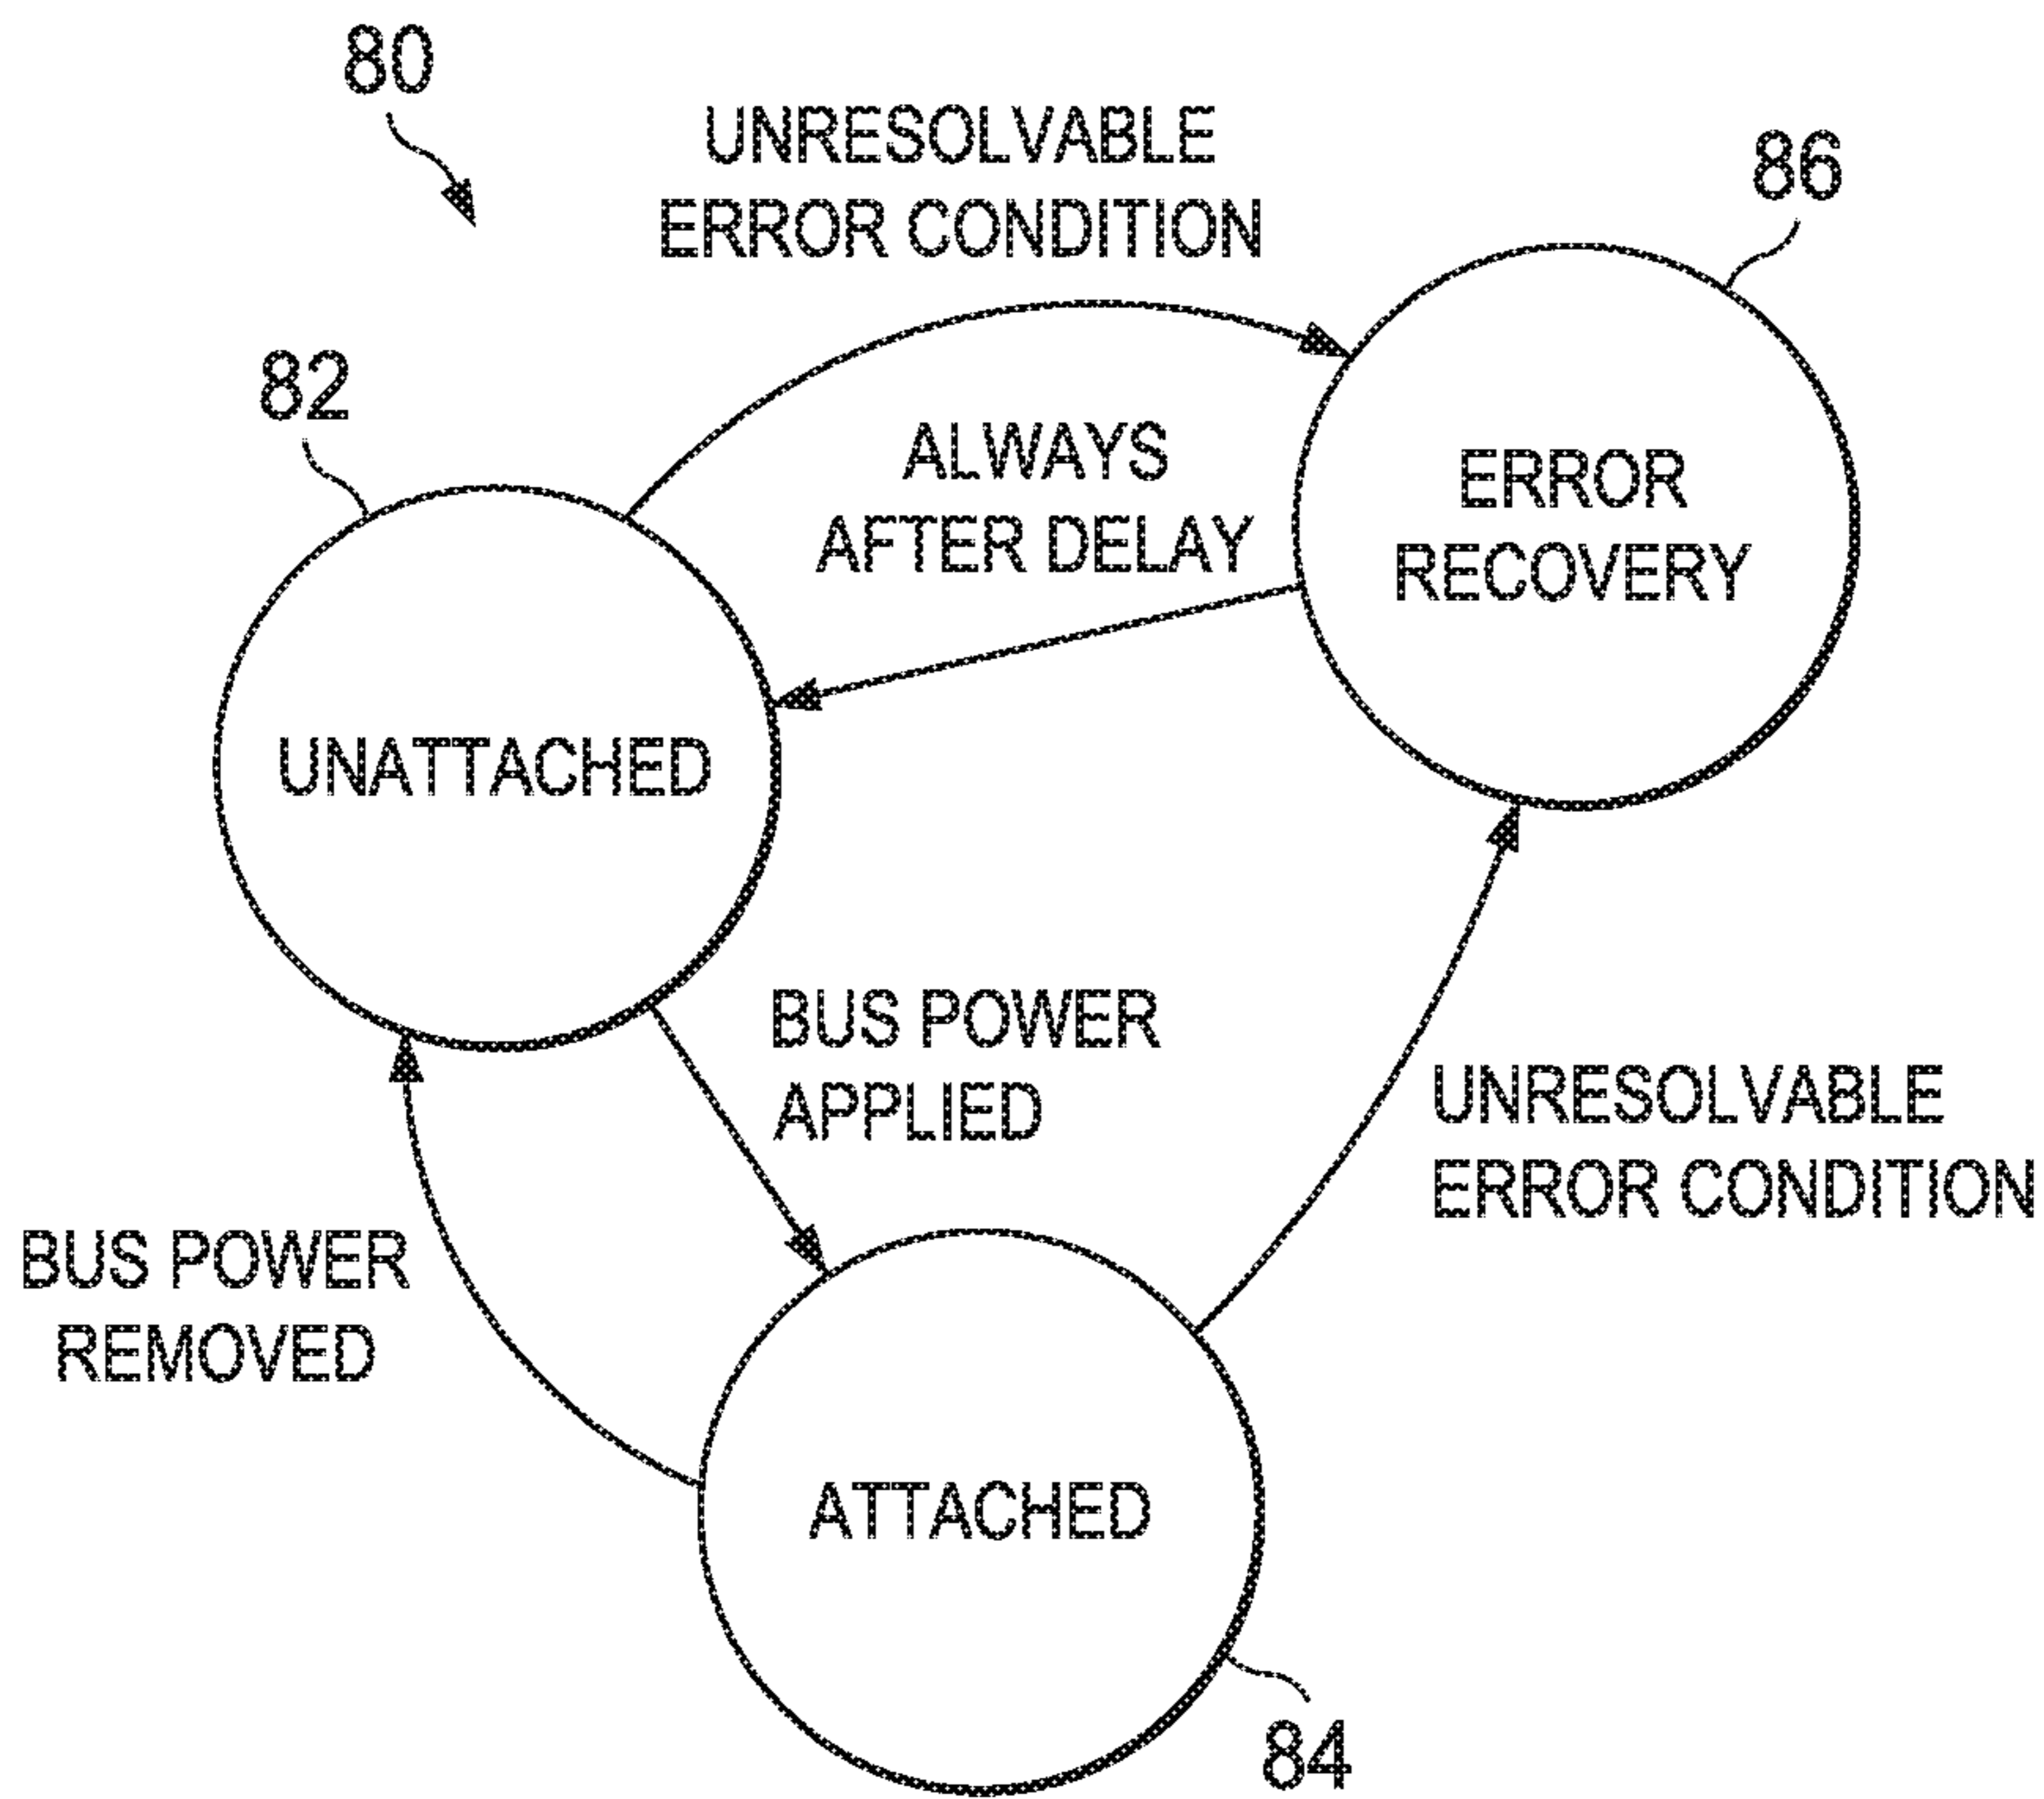 80
UNRESOLVABLE
ERROR CONDITION
86
82
ALWAYS
AFTER DELAY
ERROR
RECOVERY
UNATTACHED
BUS POWER
APPLIED
UNRESOLVABLE
ERROR CONDITION
BUS POWER
REMOVED
ATTACHED
84